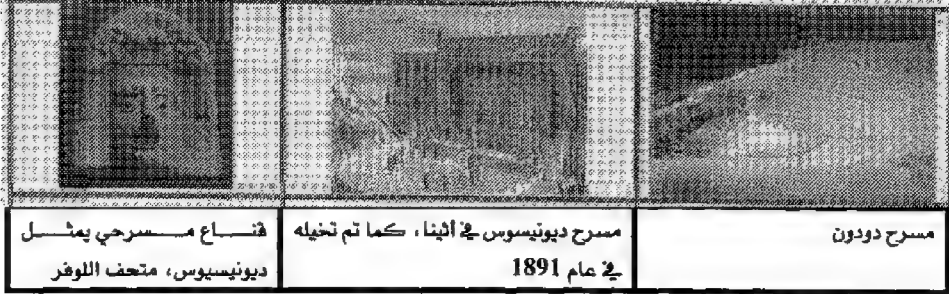 مسرح دودون
مسرح ديونيسوس في أثينا، كما تم تخيله
في عام 1891
قناع مسرحي يمثل
ديونيسيوس، متحف اللوفر